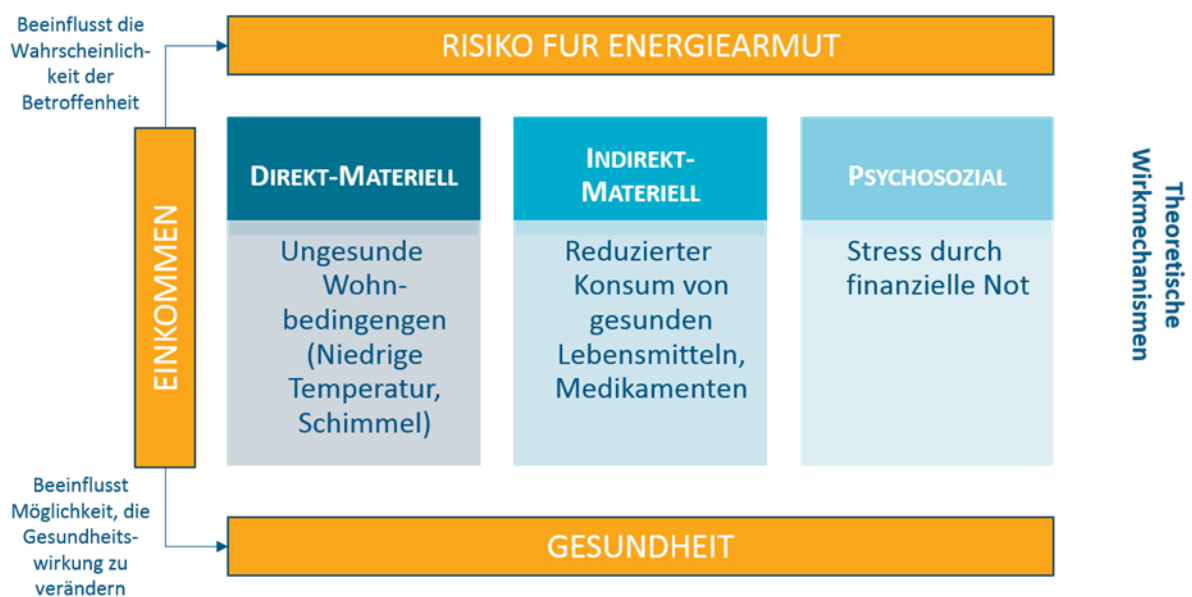 Beeinflusst die
Wahrscheinlich-
keit der
Betroffenheit
RISIKO FUR ENERGIEARMUT
EINKOMMEN
DIREKT-MATERIELL
Ungesunde
Wohn-
bedingengen
(Niedrige
Temperatur,
Schimmel)
INDIREKT-
MATERIELL
Reduzierter
Konsum von
gesunden
Lebensmitteln,
Medikamenten
PSYCHOSOZIAL
Stress durch
finanzielle Not
Theoretische
Wirkmechanismen
Beeinflusst
Möglichkeit, die
Gesundheits-
wirkung zu
verändern
GESUNDHEIT